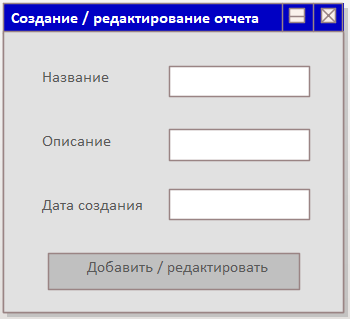 Создание / редактирование отчета
Название
Описание
Дата создания
Добавить / редактировать